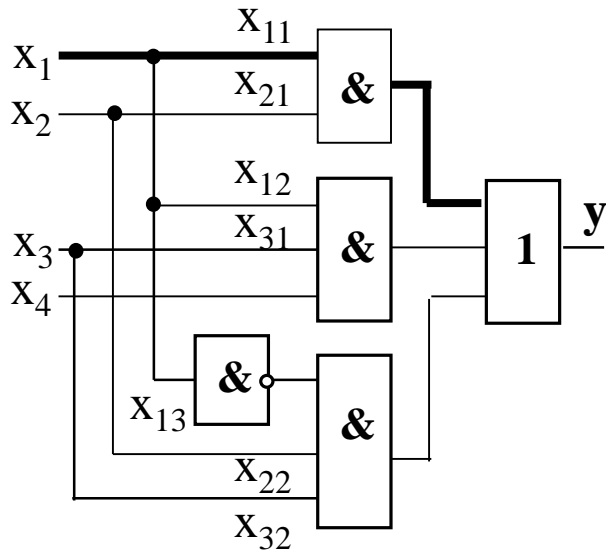 x₁₁
x₁
x₂₁
&
x₂
x₁₂
x₃₁
x₃
&
1
y
x₄
&
x₁₃
&
x₂₂
x₃₂